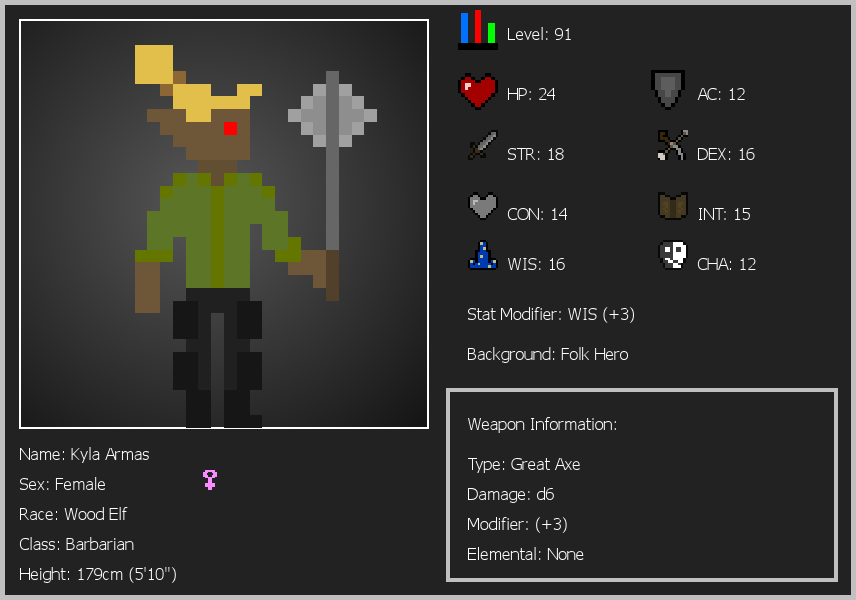 Level: 91
HP: 24
AC: 12
STR: 18
DEX: 16
CON: 14
INT: 15
WIS: 16
CHA: 12
Stat Modifier: WIS (+3)
Background: Folk Hero
Weapon Information:
Type: Great Axe
Damage: d6
Modifier: (+3)
Elemental: None
Name: Kyla Armas
Sex: Female
Race: Wood Elf
Class: Barbarian
Height: 179cm (5'10")